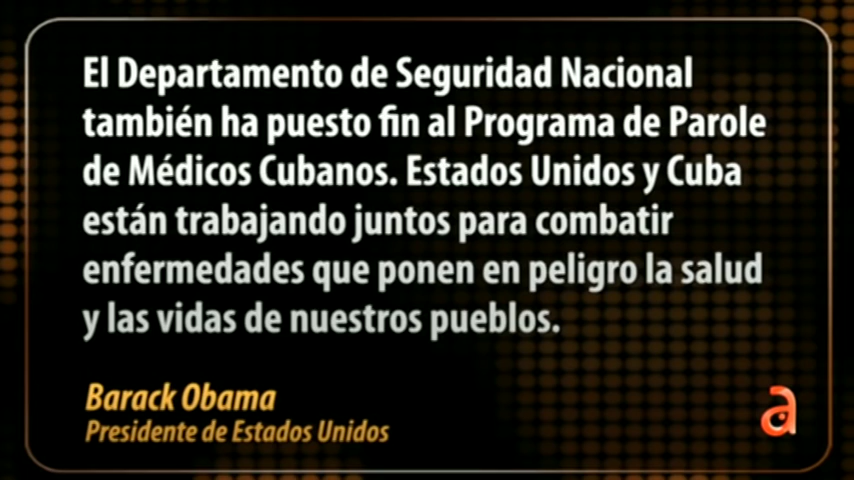 El Departamento de Seguridad Nacional
también ha puesto fin al Programa de Parole
de Médicos Cubanos. Estados Unidos y Cuba
están trabajando juntos para combatir
enfermedades que ponen en peligro la salud
y las vidas de nuestros pueblos.
Barack Obama
Presidente de Estados Unidos
a